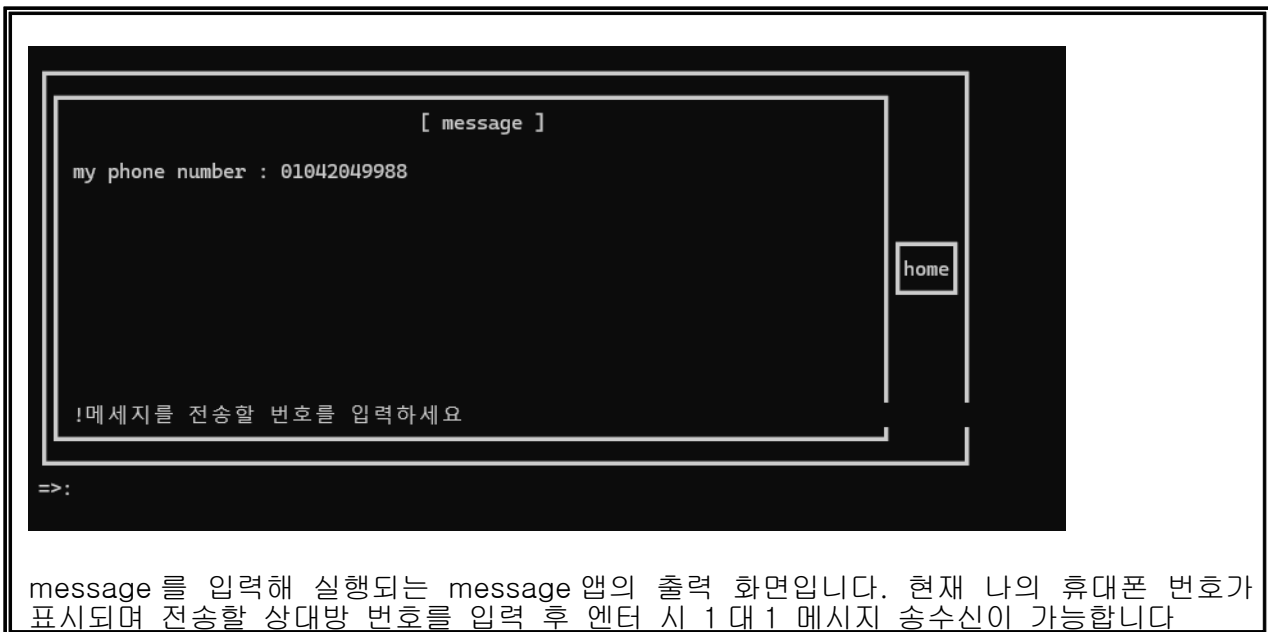 [ message ]
my phone number : 01042049988
home
!메세지를 전송할 번호를 입력하세요
=>:
message 를 입력해 실행되는 message 앱의 출력 화면입니다. 현재 나의 휴대폰 번호가
표시되며 전송할 상대방 번호를 입력 후 엔터 시 1 대 1 메시지 송수신이 가능합니다